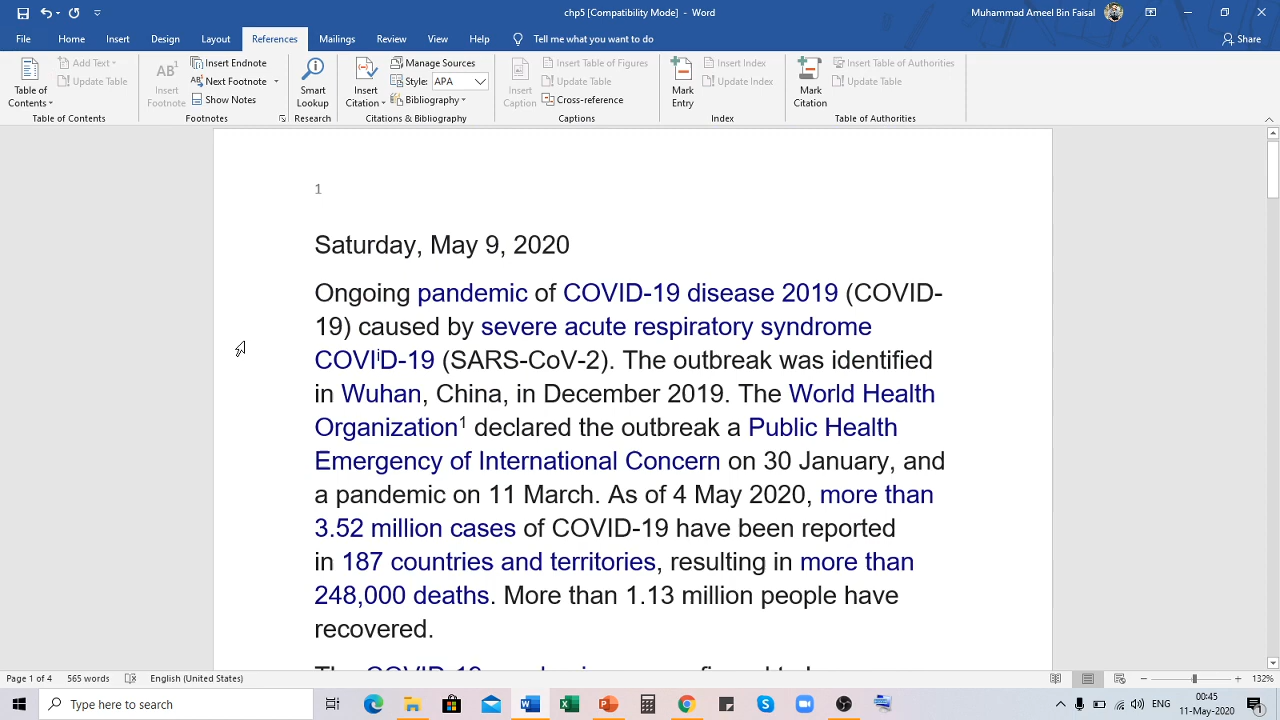 chp5 [Compatibility Mode] - Word
Muhammad Ameel Bin Faisal
File Home Insert Design Layout References Mailings Review View Help Tell me what you want to do Share
Table of Contents
Add Text
Update Table
Table of Contents
AB1
Insert Footnote
Insert Endnote
Next Footnote
Show Notes
Footnotes
Smart Lookup
Research
Insert Citation
Manage Sources
Style: APA
Bibliography
Citations & Bibliography
Insert Caption
Insert Table of Figures
Update Table
Cross-reference
Captions
Mark Entry
Insert Index
Update Index
Index
Mark Citation
Insert Table of Authorities
Update Table
Table of Authorities
1
Saturday, May 9, 2020
Ongoing pandemic of COVID-19 disease 2019 (COVID-
19) caused by severe acute respiratory syndrome
COVIiD-19 (SARS-CoV-2). The outbreak was identified
in Wuhan, China, in December 2019. The World Health
Organization1 declared the outbreak a Public Health
Emergency of International Concern on 30 January, and
a pandemic on 11 March. As of 4 May 2020, more than
3.52 million cases of COVID-19 have been reported
in 187 countries and territories, resulting in more than
248,000 deaths. More than 1.13 million people have
recovered.
Page 1 of 4 565 words English (United States) 132%
Type here to search
ENG
00:45
11-May-2020
1